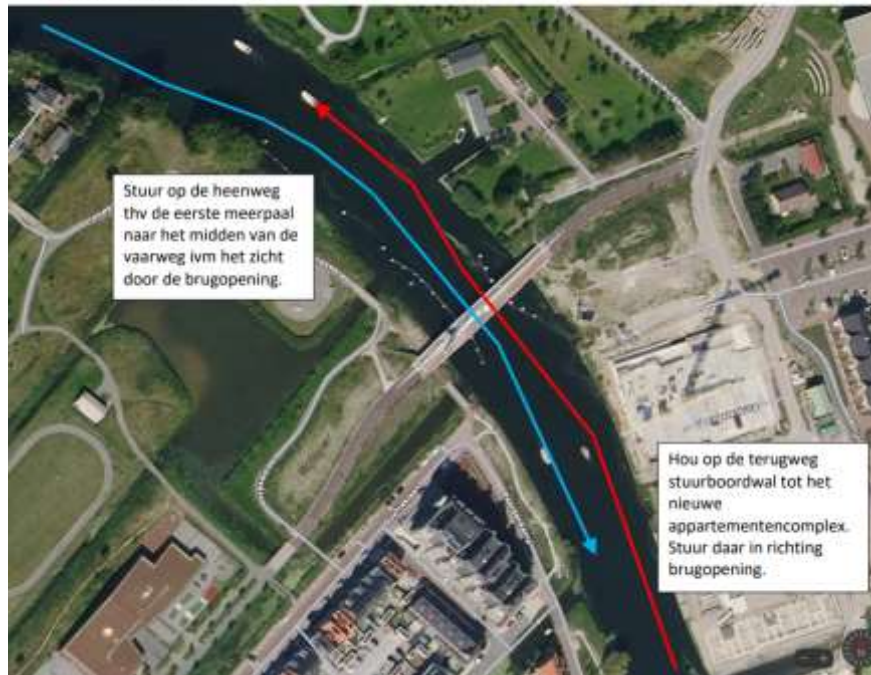 Stuur op de heenweg
thv de eerste meerpaal
naar het midden van de
vaarweg ivm het zicht
door de brugopening.
Hou op de terugweg
stuurboordwal tot het
nieuwe
appartementencomplex.
Stuur daar in richting
brugopening.